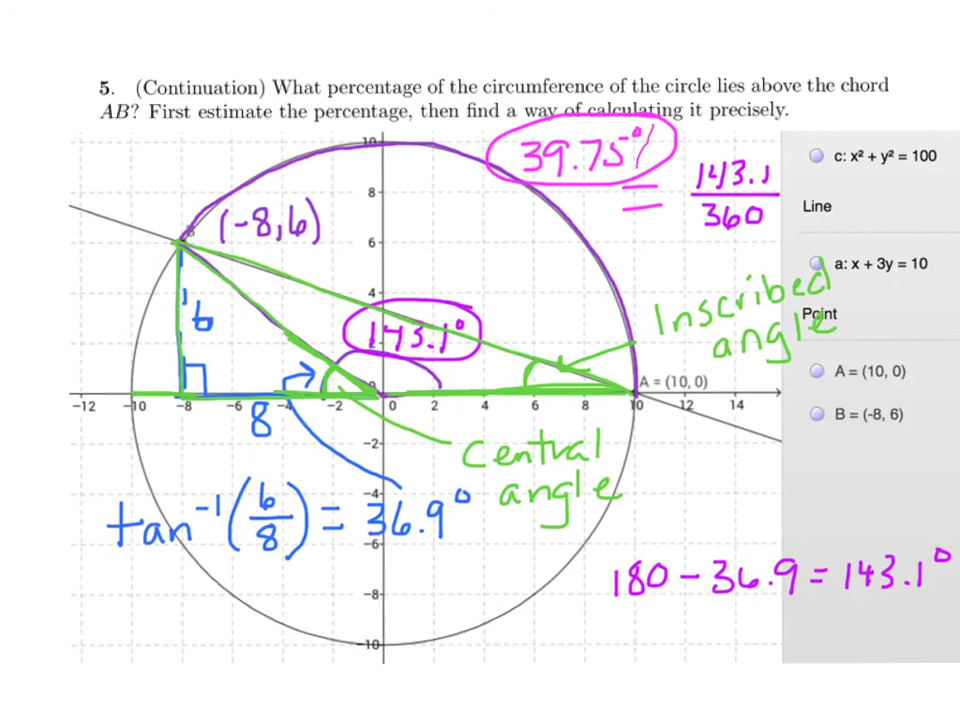 5. (Continuation) What percentage of the circumference of the circle lies above the chord
AB? First estimate the percentage, then find a way of calculating it precisely.
39.75%
=
143.1
360
c: x² + y² = 100
Line
a: x + 3y = 10
Point
A = (10, 0)
B = (-8, 6)
(-8,6)
B
6
143.1°
Inscribed
angle
A = (10, 0)
10
8
6
4
2
0
-2
-4
-6
-8
-10
-12 -10 -8 -6 -4 -2 0 2 4 6 8 10 12 14
8
Central
angle
tan⁻¹(6/8) = 36.9°
180 - 36.9 = 143.1°